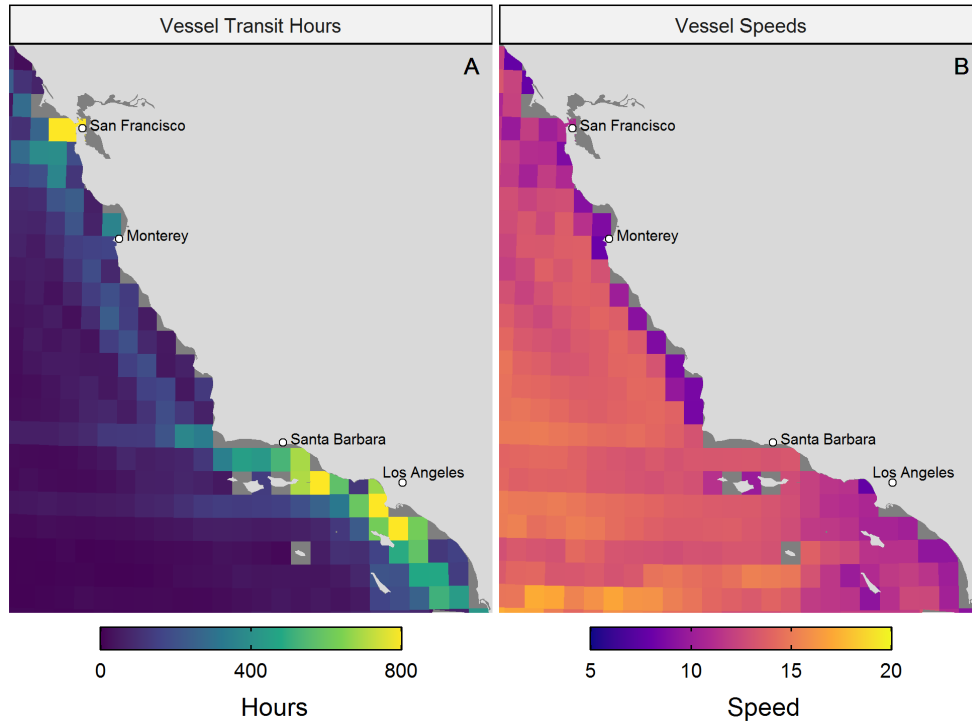 Vessel Transit Hours
Vessel Speeds
A
B
San Francisco
San Francisco
Monterey
Monterey
Santa Barbara
Santa Barbara
Los Angeles
Los Angeles
0 400 800
5 10 15 20
Hours
Speed